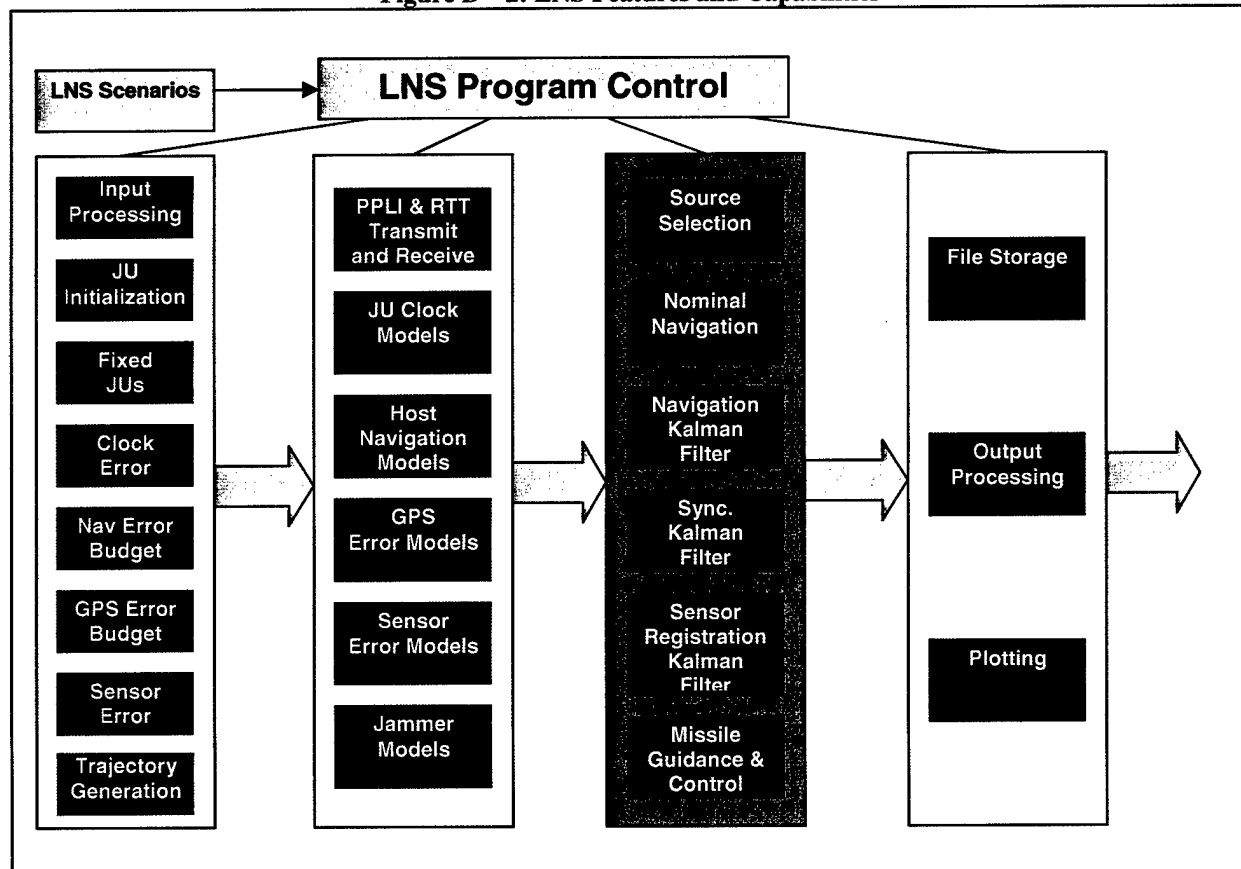 LNS Scenarios
LNS Program Control
Input
Processing
JU
Initialization
Fixed
JUs
Clock
Error
Nav Error
Budget
GPS Error
Budget
Sensor
Error
Trajectory
Generation
PPLI & RTT
Transmit
and Receive
JU Clock
Models
Host
Navigation
Models
GPS
Error Models
Sensor
Error Models
Jammer
Models
Source
Selection
Nominal
Navigation
Navigation
Kalman
Filter
Sync.
Kalman
Filter
Sensor
Registration
Kalman
Filter
Missile
Guidance &
Control
File Storage
Output
Processing
Plotting